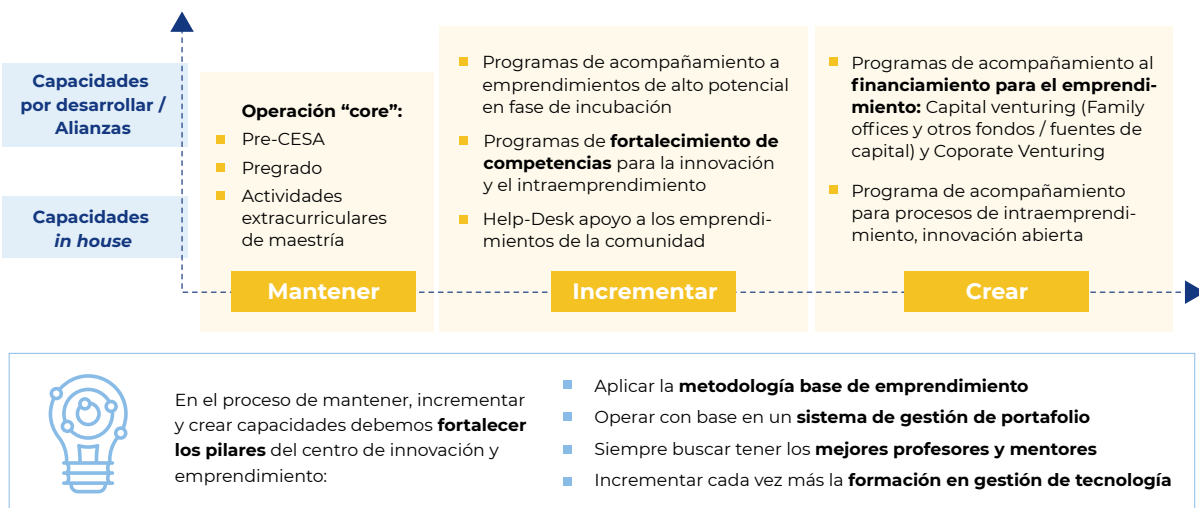 Capacidades
por desarrollar /
Alianzas
Capacidades
in house
Operación “core”:
Pre-CESA
Pregrado
Actividades
extracurriculares
de maestría
Mantener
Programas de acompañamiento a
emprendimientos de alto potencial
en fase de incubación
Programas de fortalecimiento de
competencias para la innovación
y el intraemprendimiento
Help-Desk apoyo a los emprendi-
mientos de la comunidad
Incrementar
Programas de acompañamiento al
financiamiento para el emprendi-
miento: Capital venturing (Family
offices y otros fondos / fuentes de
capital) y Coporate Venturing
Programa de acompañamiento
para procesos de intraemprendi-
miento, innovación abierta
Crear
En el proceso de mantener, incrementar
y crear capacidades debemos fortalecer
los pilares del centro de innovación y
emprendimiento:
Aplicar la metodología base de emprendimiento
Operar con base en un sistema de gestión de portafolio
Siempre buscar tener los mejores profesores y mentores
Incrementar cada vez más la formación en gestión de tecnología